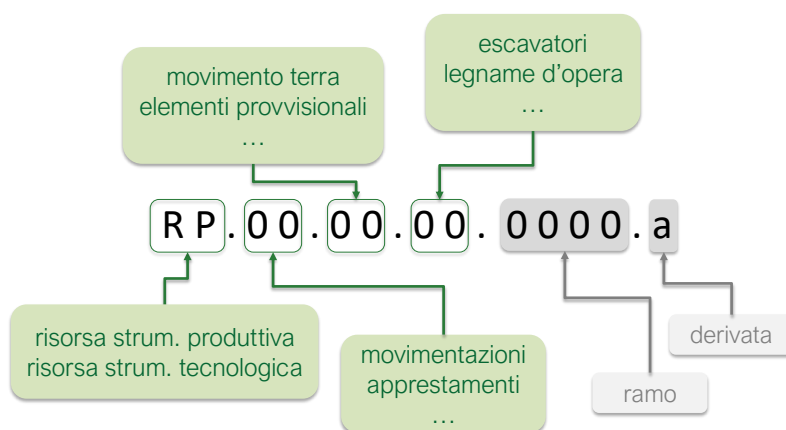 escavatori
legname d'opera
…
movimento terra
elementi provvisionali
…
RP.00.00.00.0000.a
risorsa strum. produttiva
risorsa strum. tecnologica
movimentazioni
apprestamenti
…
derivata
ramo